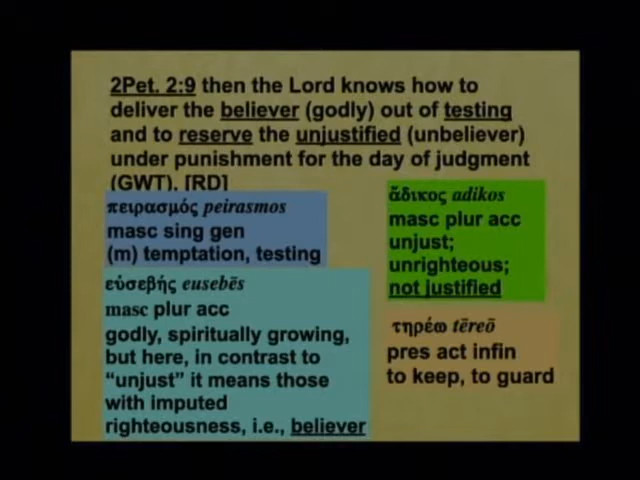 2Pet. 2:9 then the Lord knows how to
deliver the believer (godly) out of testing
and to reserve the unjustified (unbeliever)
under punishment for the day of judgment
(GWT). [RD]
πειρασμός peirasmos
masc sing gen
(m) temptation, testing
εὐσεβής eusebēs
masc plur acc
godly, spiritually growing,
but here, in contrast to
“unjust” it means those
with imputed
righteousness, i.e., believer
ἄδικος adikos
masc plur acc
unjust;
unrighteous;
not justified
τηρέω tēreō
pres act infin
to keep, to guard